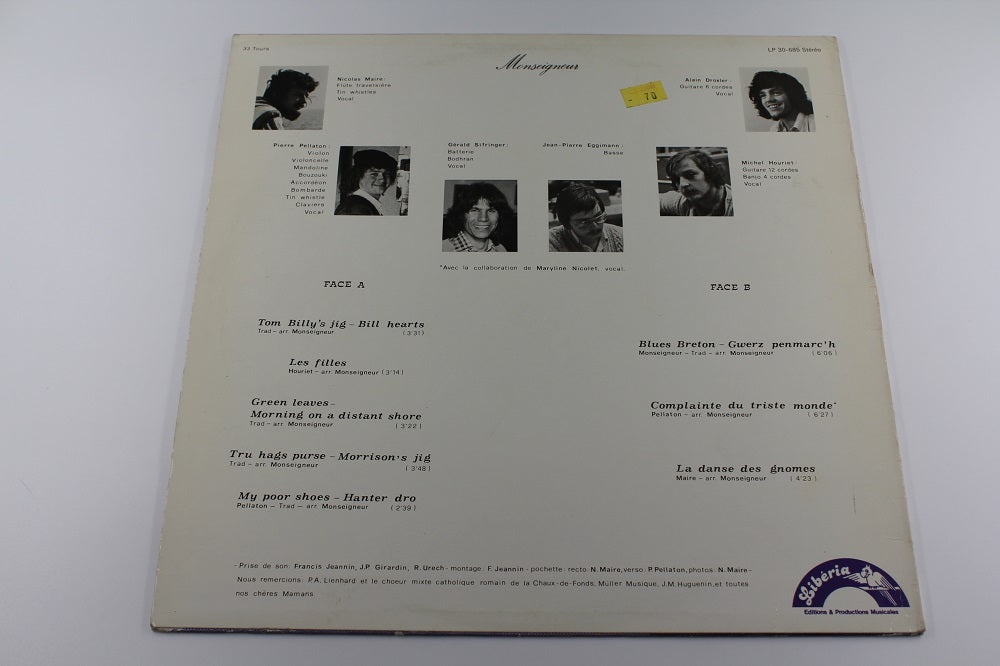 33 Tours
LP 30-685 Stéréo
Monseigneur
- 70
Nicolas Maire:
Flûte traversière
Tin whistles
Vocal
Alain Droxler:
Guitare 6 cordes
Vocal
Pierre Pellaton:
Violon
Violoncelle
Mandoline
Bouzouki
Accordéon
Bombarde
Tin whistle
Claviers
Vocal
Gérald Sifringer:
Batterie
Bodhran
Vocal
Jean-Pierre Eggimann:
Basse
Michel Houriet:
Guitare 12 cordes
Banjo 4 cordes
Vocal
*Avec la collaboration de Maryline Nicolet, vocal.
FACE A
Tom Billy's jig – Bill hearts
Trad – arr. Monseigneur (3'31)
Les filles
Houriet – arr. Monseigneur (3'14)
Green leaves –
Morning on a distant shore
Trad – arr. Monseigneur (3'22)
Tru hags purse – Morrison's jig
Trad – arr. Monseigneur (3'48)
My poor shoes – Hanter dro
Pellaton – Trad – arr. Monseigneur (2'39)
FACE B
Blues Breton – Gwerz penmarc'h
Monseigneur – Trad – arr. Monseigneur (6'06)
Complainte du triste monde*
Pellaton – arr. Monseigneur (6'27)
La danse des gnomes
Maire – arr. Monseigneur (4'23)
- Prise de son: Francis Jeannin, J.P. Girardin, R. Urech - montage: F. Jeannin - pochette: recto: N. Maire, verso: P. Pellaton, photos: N. Maire -
Nous remercions: P.A. Lienhard et le choeur mixte catholique romain de la Chaux-de-Fonds, Müller Musique, J.M. Huguenin, et toutes
nos chères Mamans
Libéria
Editions & Productions Musicales